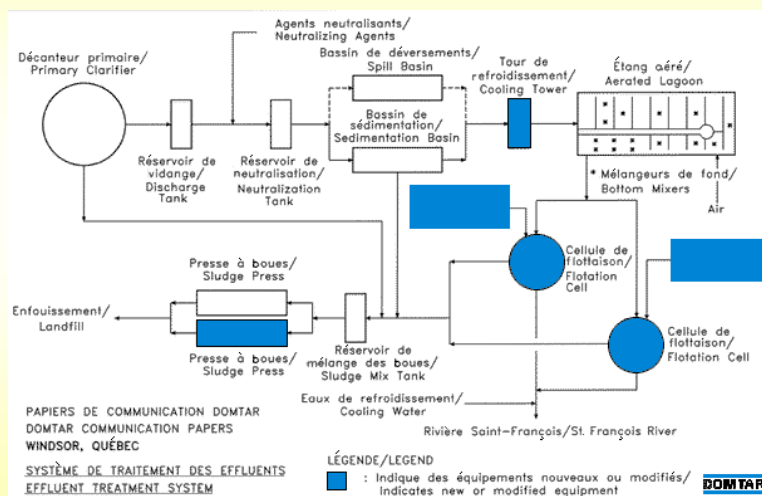 Agents neutralisants/
Neutralizing Agents
Décanteur primaire/
Primary Clarifier
Bassin de déversements/
Spill Basin
Tour de
refroidissement/
Cooling Tower
Étang aéré/
Aerated Lagoon
Bassin de
sédimentation/
Sedimentation Basin
Réservoir de
vidange/
Discharge
Tank
Réservoir de
neutralisation/
Neutralization
Tank
* Mélangeurs de fond/
Bottom Mixers
Air
Cellule de
flottaison/
Flotation
Cell
Presse à boues/
Sludge Press
Enfouissement/
Landfill
Presse à boues/
Sludge Press
Réservoir de
mélange des boues/
Sludge Mix Tank
Cellule de
flottaison/
Flotation Cell
Eaux de refroidissement/
Cooling Water
Rivière Saint-François/St. François River
PAPIERS DE COMMUNICATION DOMTAR
DOMTAR COMMUNICATION PAPERS
WINDSOR, QUÉBEC
SYSTÈME DE TRAITEMENT DES EFFLUENTS
EFFLUENT TREATMENT SYSTEM
LÉGENDE/LEGEND
: Indique des équipements nouveaux ou modifiés/
Indicates new or modified equipment
DOMTAR